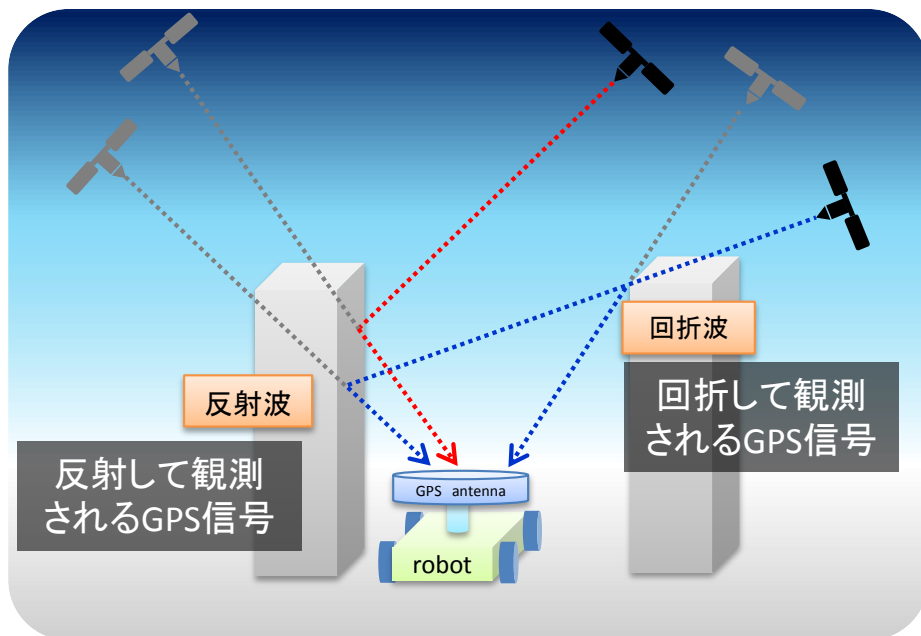 回折波
反射波
回折して観測
されるGPS信号
反射して観測
されるGPS信号
GPS antenna
robot